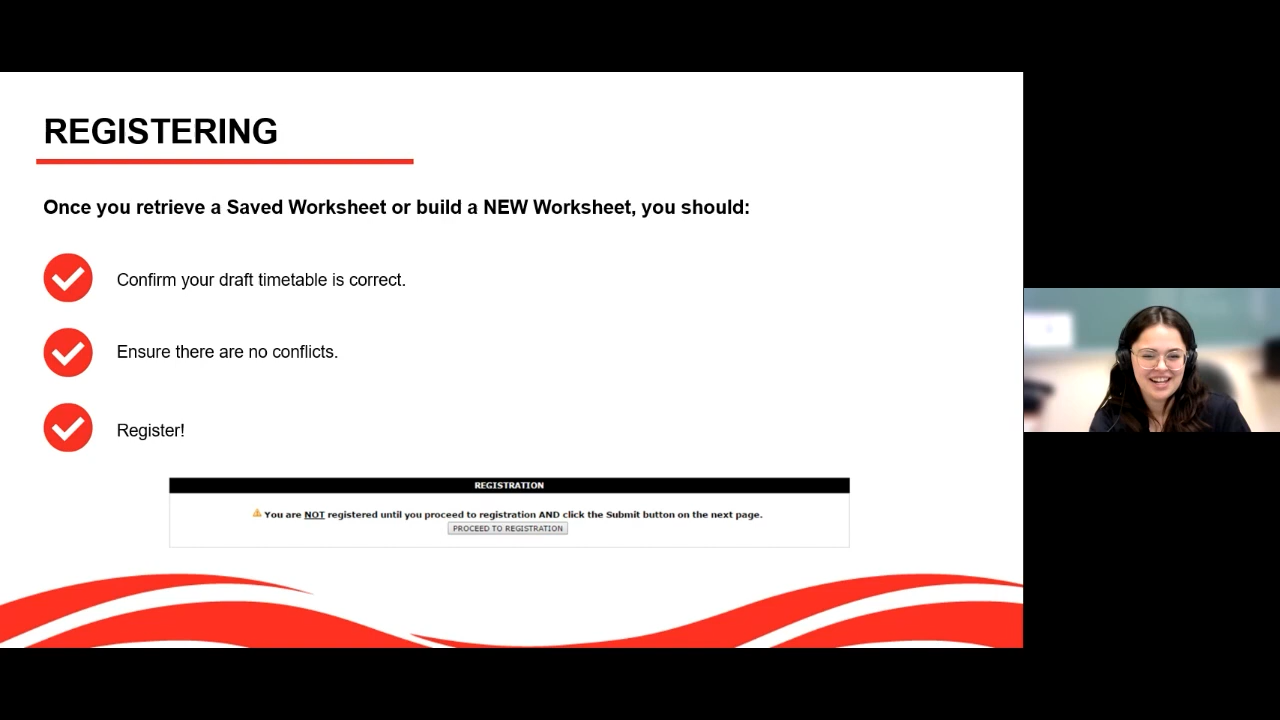 REGISTERING
Once you retrieve a Saved Worksheet or build a NEW Worksheet, you should:
Confirm your draft timetable is correct.
Ensure there are no conflicts.
Register!
REGISTRATION
You are NOT registered until you proceed to registration AND click the Submit button on the next page.
PROCEED TO REGISTRATION